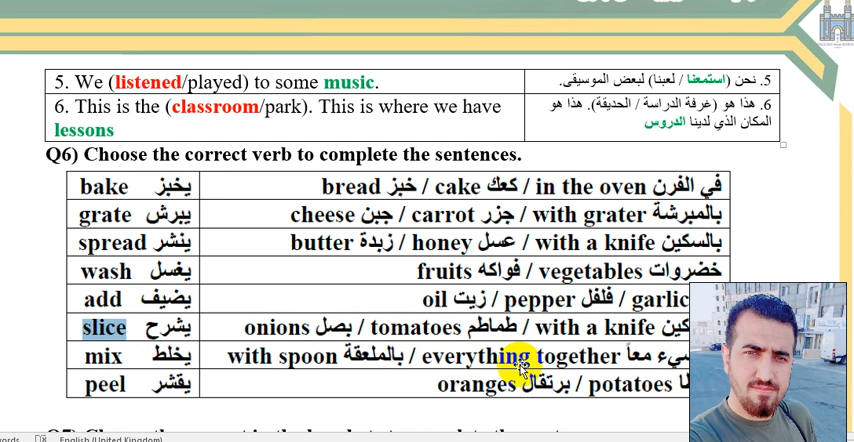 5. We (listened/played) to some music.
5. نحن (استمعنا / لعبنا) لبعض الموسيقى.
6. This is the (classroom/park). This is where we have lessons
6. هذا هو (غرفة الدراسة / الحديقة). هذا هو المكان الذي لدينا الدروس
Q6) Choose the correct verb to complete the sentences.
bake يخبز bread خبز / cake كعك / in the oven في الفرن
grate يبرش cheese جبن / carrot جزر / with grater بالمبرشة
spread ينشر butter زبدة / honey عسل / with a knife بالسكين
wash يغسل fruits فواكه / vegetables خضروات
add يضيف oil زيت / pepper فلفل / garlic
slice يشرح onions بصل / tomatoes طماطم / with a knife
mix يخلط with spoon بالملعقة / everything together معاً
peel يقشر oranges برتقال / potatoes
English (United Kingdom)